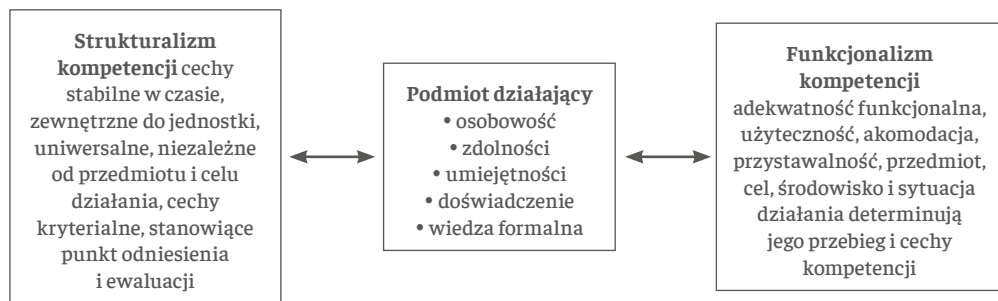 Strukturalizm
kompetencji cechy
stabilne w czasie,
zewnętrzne do jednostki,
uniwersalne, niezależne
od przedmiotu i celu
działania, cechy
kryterialne, stanowiące
punkt odniesienia
i ewaluacji
Podmiot działający
• osobowość
• zdolności
• umiejętności
• doświadczenie
• wiedza formalna
Funkcjonalizm
kompetencji
adekwatność funkcjonalna,
użyteczność, akomodacja,
przystawalność, przedmiot,
cel, środowisko i sytuacja
działania determinują
jego przebieg i cechy
kompetencji